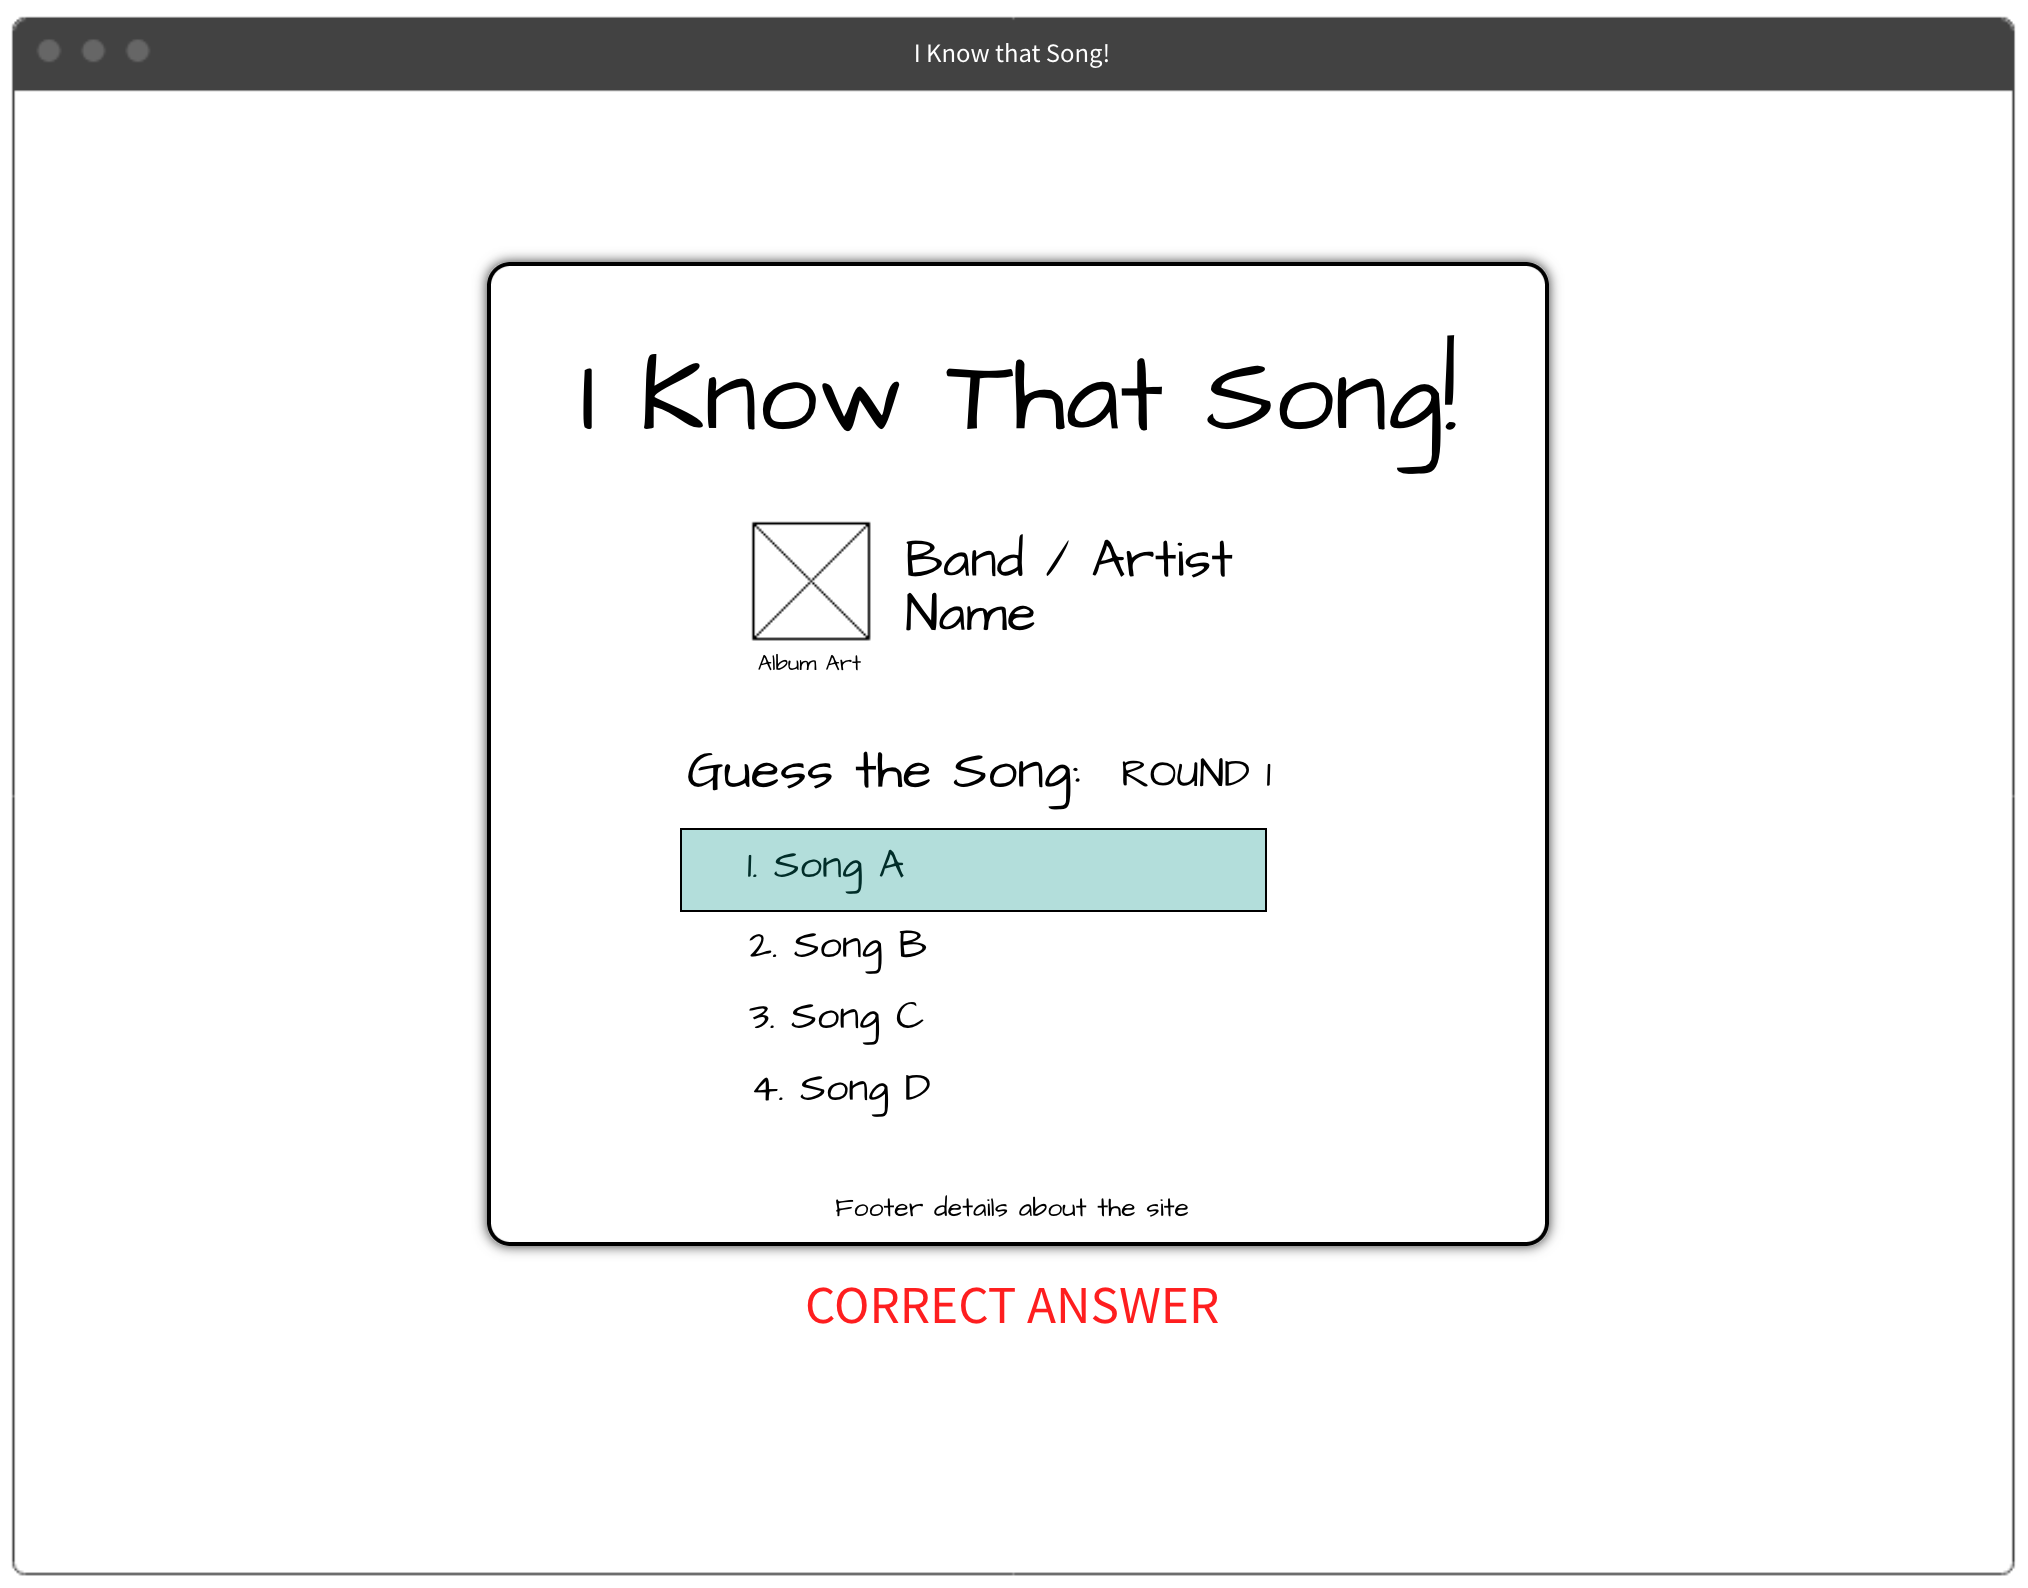 I Know that Song!
I Know That Song!
Band / Artist
Name
Album Art
Guess the Song: ROUND 1
1. Song A
2. Song B
3. Song C
4. Song D
Footer details about the site
CORRECT ANSWER